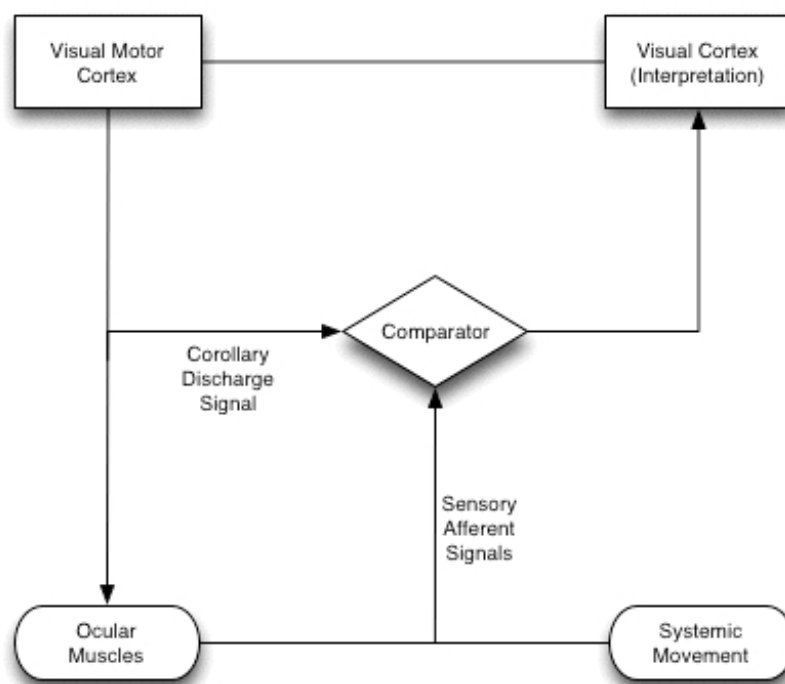 Visual Motor
Cortex
Visual Cortex
(Interpretation)
Comparator
Corollary
Discharge
Signal
Sensory
Afferent
Signals
Ocular
Muscles
Systemic
Movement